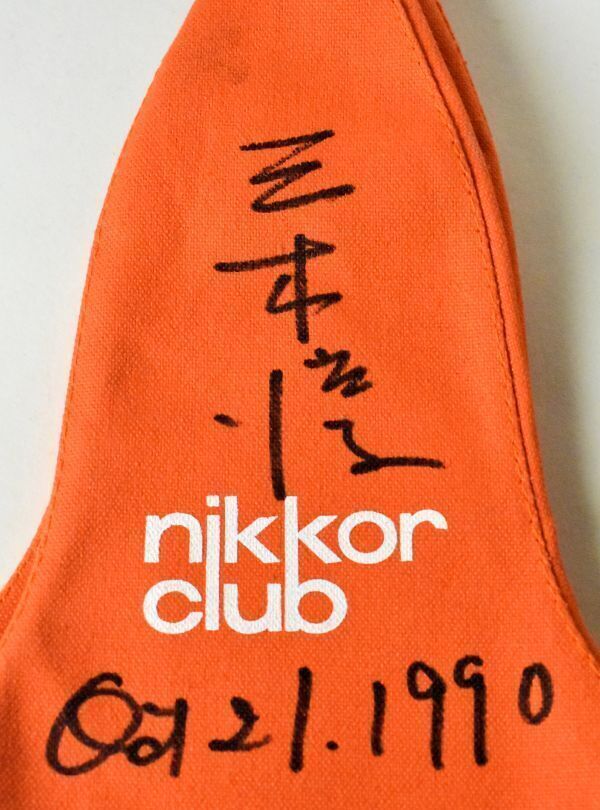 三木淳
nikkor
club
Oct 21. 1990